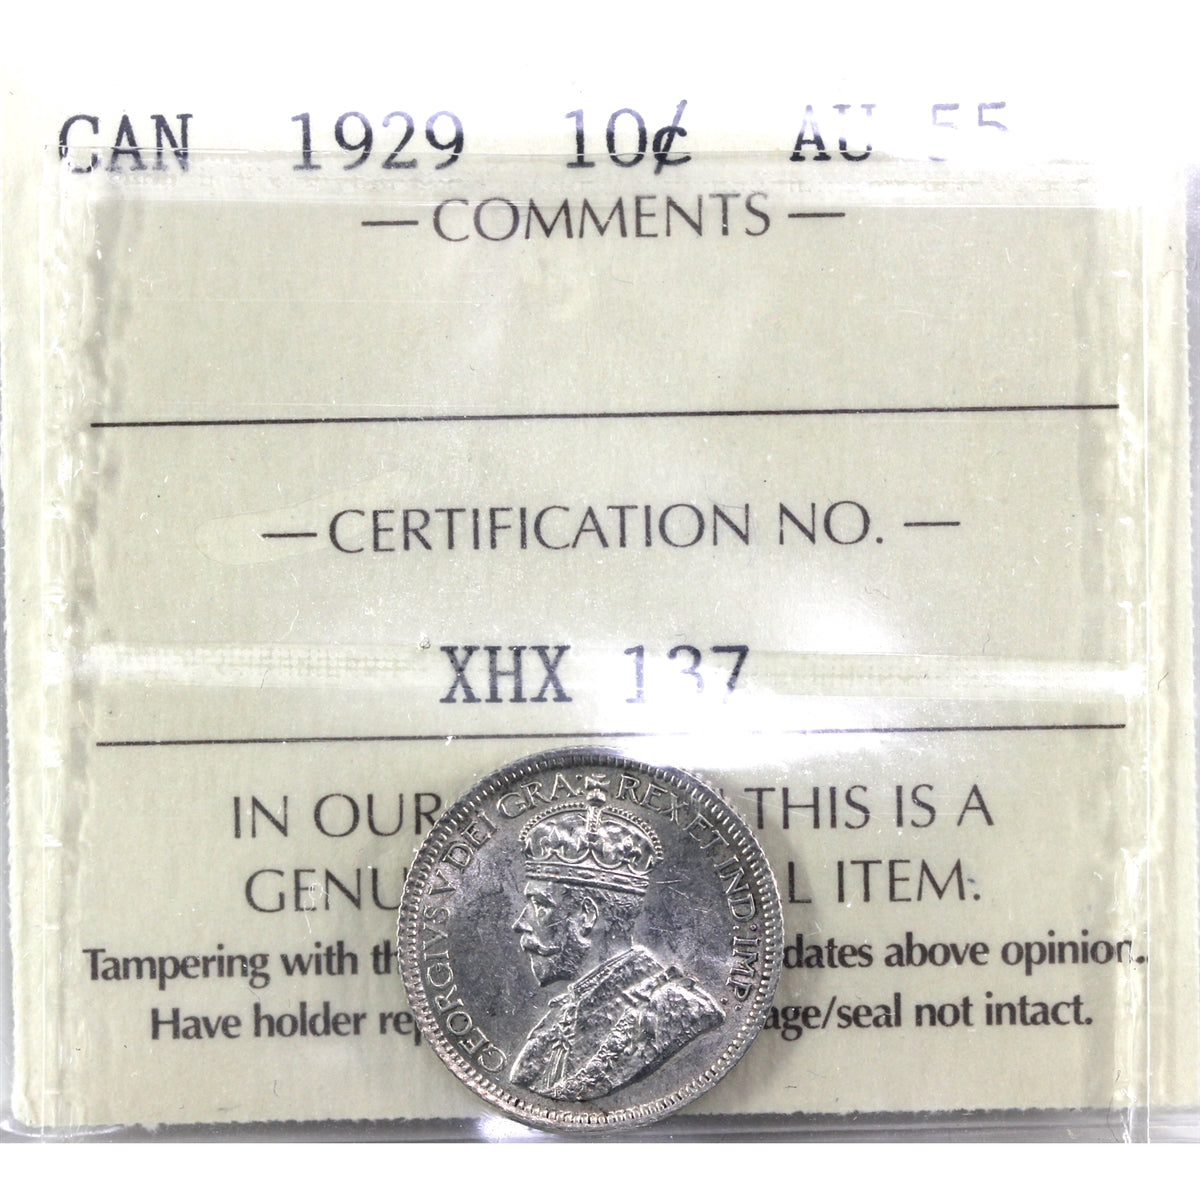 CAN 1929 10¢ AU 55
— COMMENTS —
— CERTIFICATION NO. —
XHX 137
IN OUR THIS IS A
GENU L ITEM.
Tampering with th dates above opinion.
Have holder rep age/seal not intact.
GEORGIVS V DEI GRA: REX ET IND: IMP: